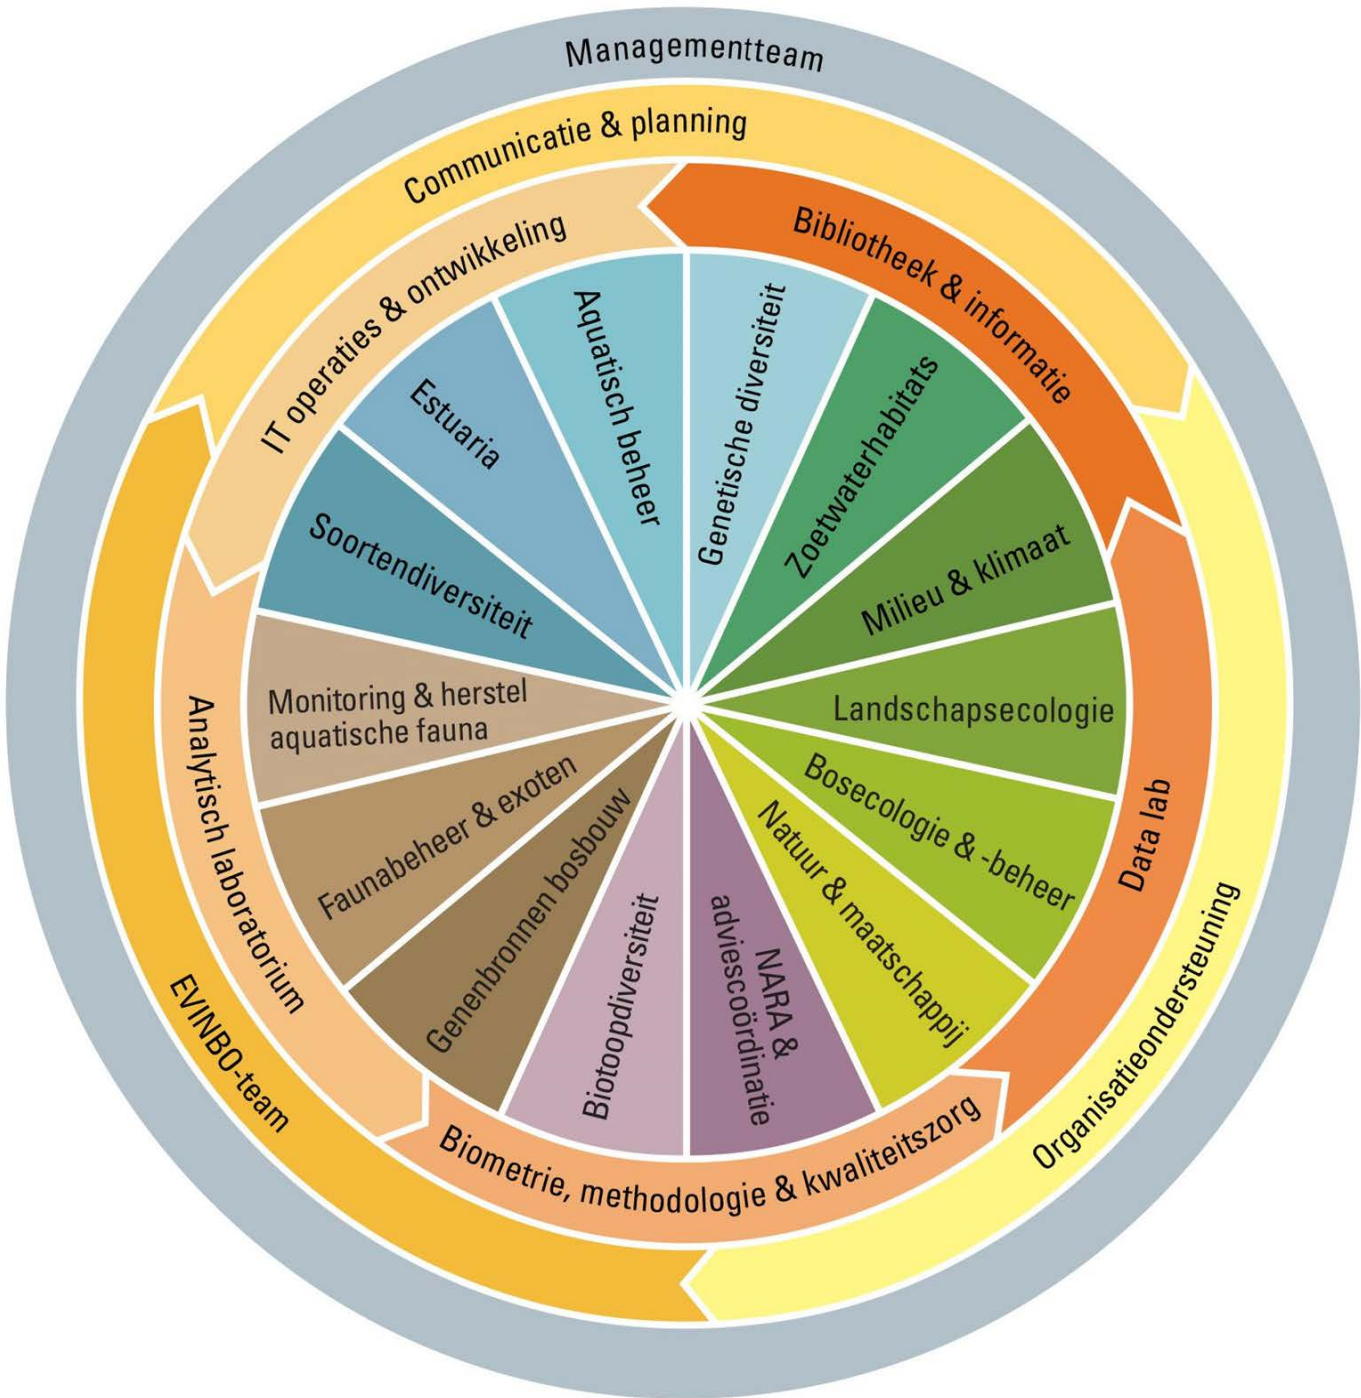 Managementteam
Communicatie & planning
Organisatieondersteuning
EVINBO-team
IT operaties & ontwikkeling
Bibliotheek & informatie
Data lab
Biometrie, methodologie & kwaliteitszorg
Analytisch laboratorium
Genetische diversiteit
Zoetwaterhabitats
Milieu & klimaat
Landschapsecologie
Bosecologie & -beheer
Natuur & maatschappij
NARA &
adviescoördinatie
Biotoopdiversiteit
Genenbronnen bosbouw
Faunabeheer & exoten
Monitoring & herstel
aquatische fauna
Soortendiversiteit
Estuaria
Aquatisch beheer